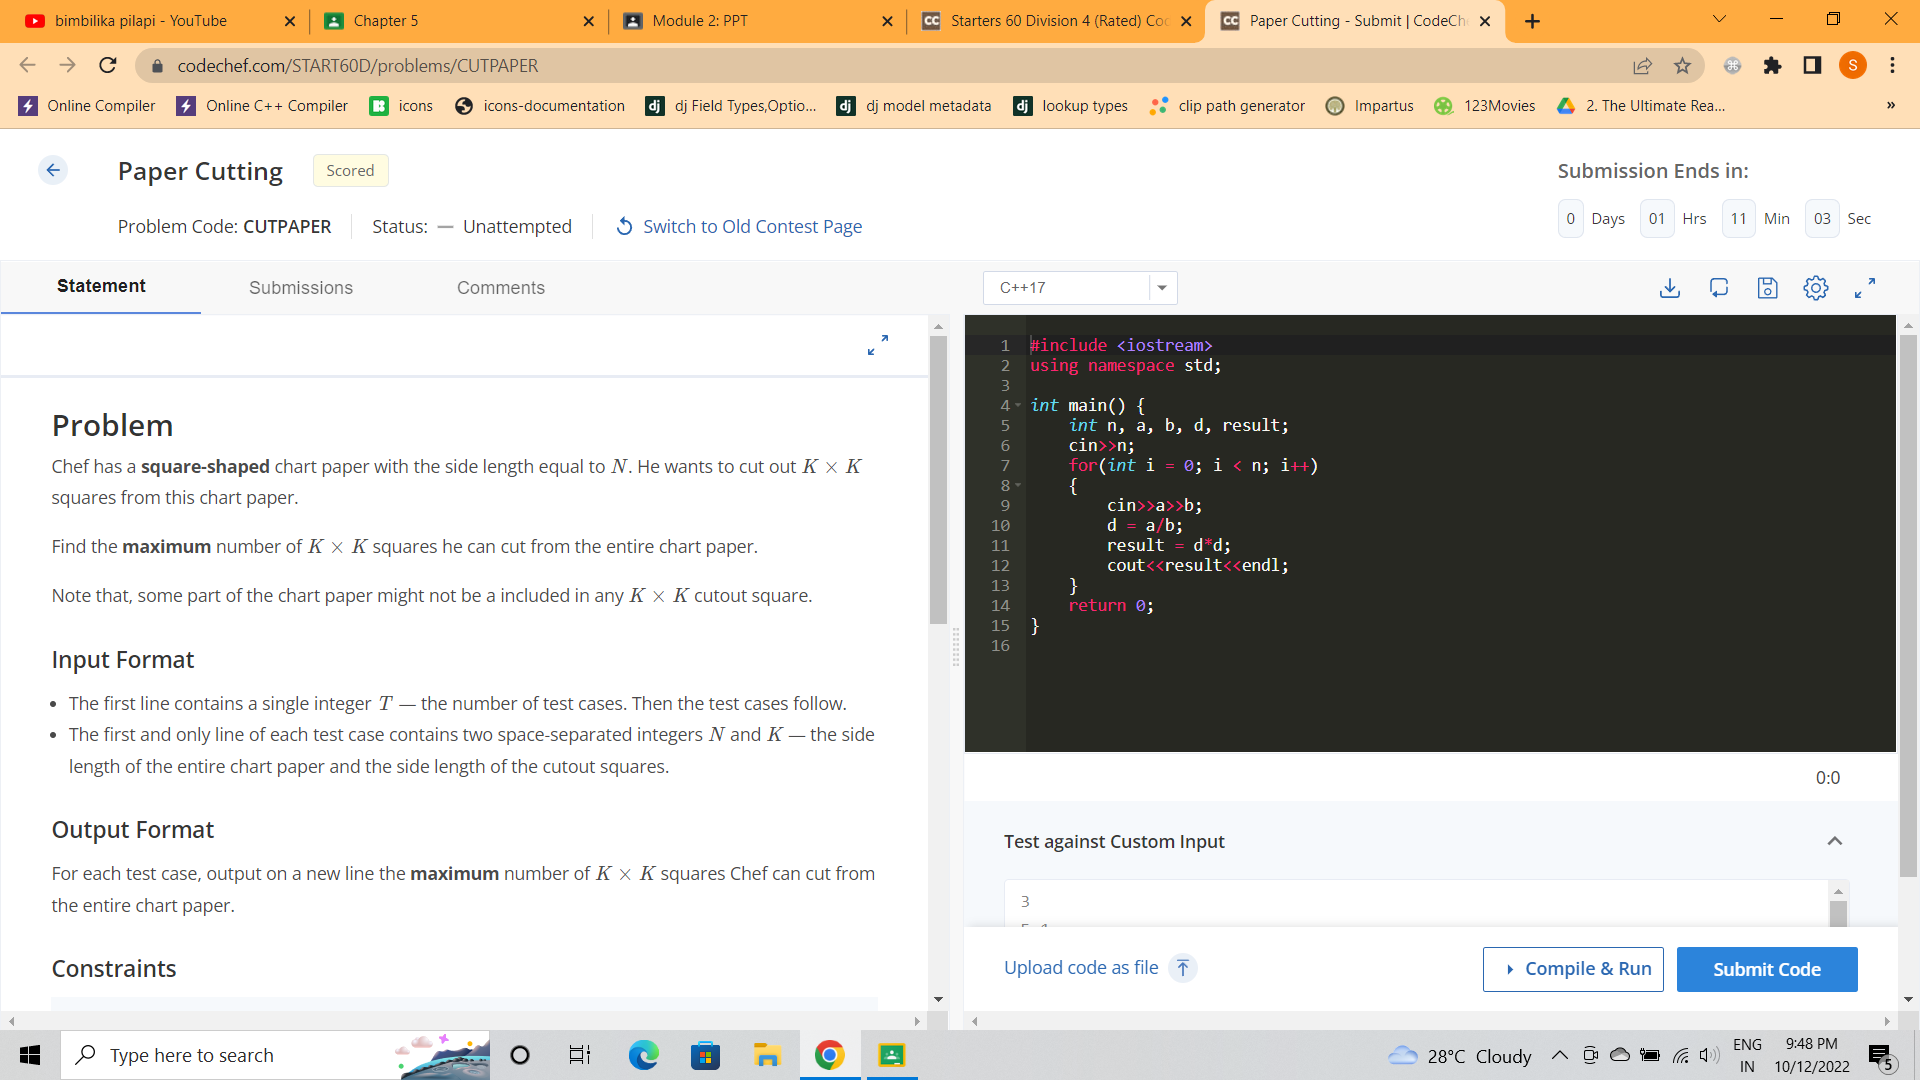 bimbilika pilapi - YouTube
Chapter 5
Module 2: PPT
Starters 60 Division 4 (Rated) Co
Paper Cutting - Submit | CodeCh
codechef.com/START60D/problems/CUTPAPER
S
Online Compiler
Online C++ Compiler
icons
icons-documentation
dj Field Types,Optio...
dj model metadata
lookup types
clip path generator
Impartus
123Movies
2. The Ultimate Rea...
»
Paper Cutting
Scored
Submission Ends in:
0 Days 01 Hrs 11 Min 03 Sec
Problem Code: CUTPAPER
Status: — Unattempted
Switch to Old Contest Page
Statement
Submissions
Comments
C++17
Problem
Chef has a square-shaped chart paper with the side length equal to N. He wants to cut out K × K
squares from this chart paper.
Find the maximum number of K × K squares he can cut from the entire chart paper.
Note that, some part of the chart paper might not be a included in any K × K cutout square.
Input Format
• The first line contains a single integer T — the number of test cases. Then the test cases follow.
• The first and only line of each test case contains two space-separated integers N and K — the side
length of the entire chart paper and the side length of the cutout squares.
Output Format
For each test case, output on a new line the maximum number of K × K squares Chef can cut from
the entire chart paper.
Constraints
1 #include <iostream>
2 using namespace std;
3
4 int main() {
5 int n, a, b, d, result;
6 cin>>n;
7 for(int i = 0; i < n; i++)
8 {
9 cin>>a>>b;
10 d = a/b;
11 result = d*d;
12 cout<<result<<endl;
13 }
14 return 0;
15 }
16
0:0
Test against Custom Input
3
Upload code as file
Compile & Run
Submit Code
Type here to search
28°C Cloudy
ENG
IN
9:48 PM
10/12/2022
5